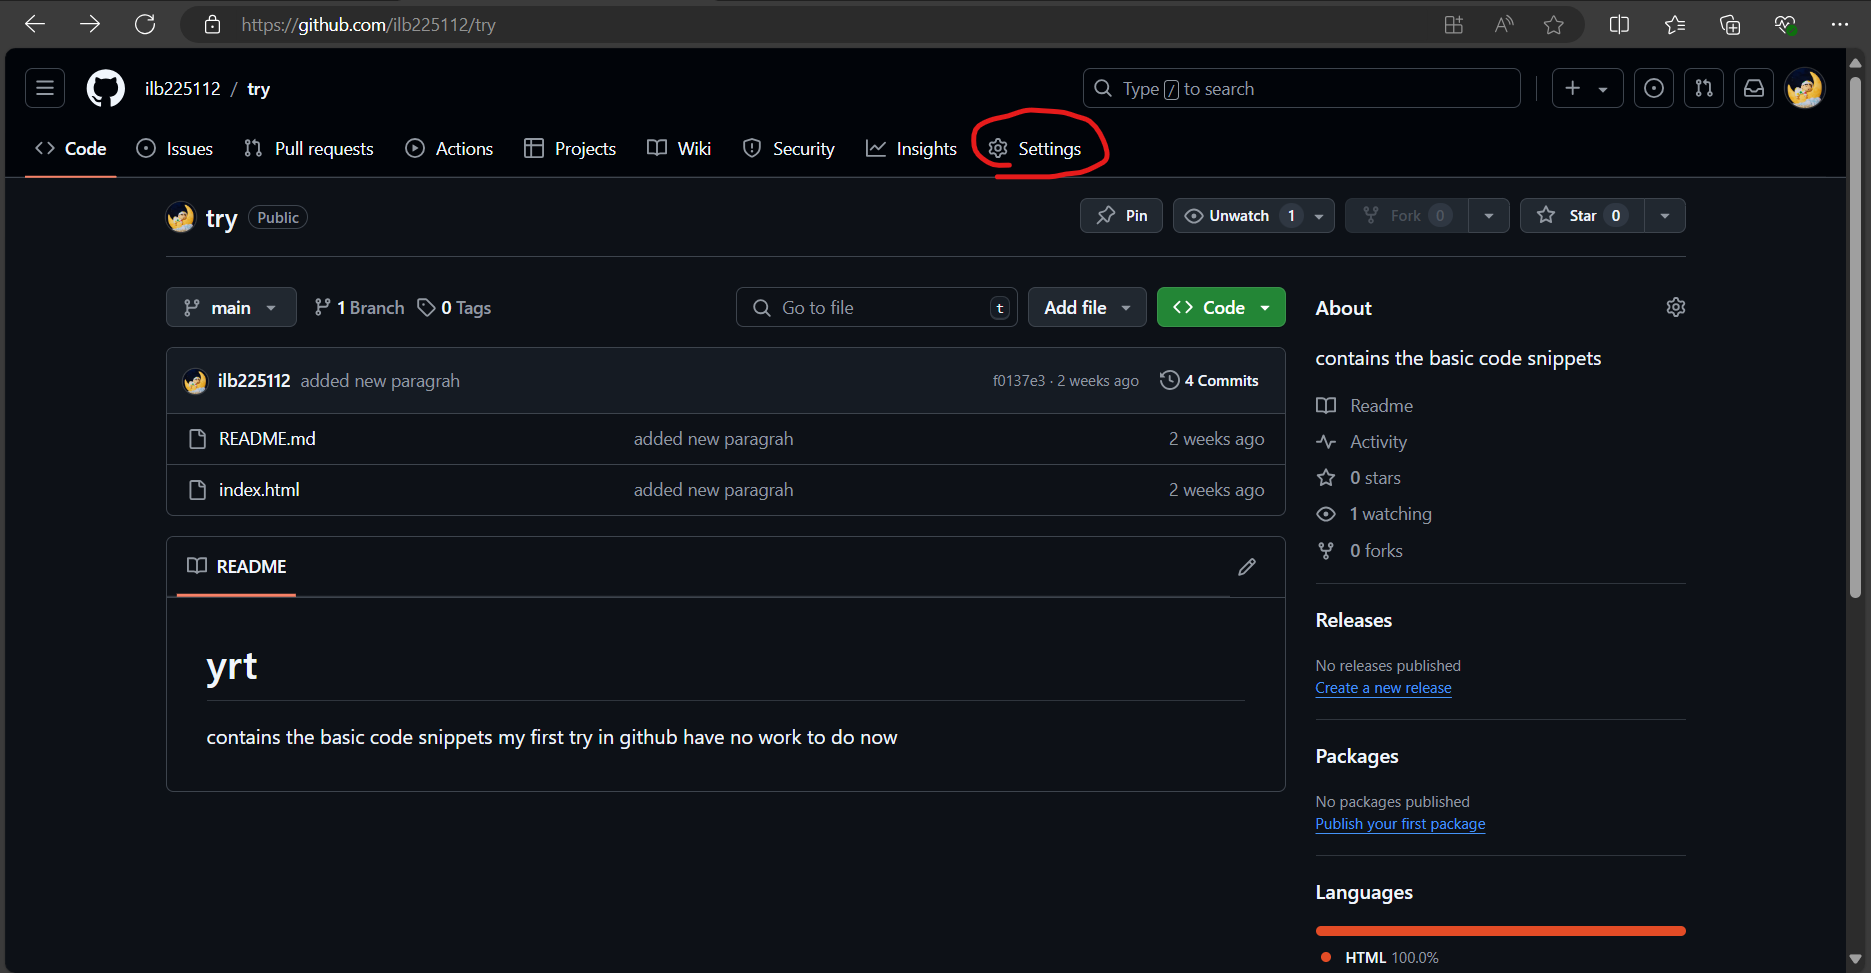 https://github.com/ilb225112/try
ilb225112 / try
Type / to search
Code Issues Pull requests Actions Projects Wiki Security Insights Settings
try Public
Pin Unwatch 1 Fork 0 Star 0
main 1 Branch 0 Tags Go to file t Add file Code
ilb225112 added new paragrah f0137e3 · 2 weeks ago 4 Commits
README.md added new paragrah 2 weeks ago
index.html added new paragrah 2 weeks ago
README
yrt
contains the basic code snippets my first try in github have no work to do now
About
contains the basic code snippets
Readme
Activity
0 stars
1 watching
0 forks
Releases
No releases published
Create a new release
Packages
No packages published
Publish your first package
Languages
HTML 100.0%